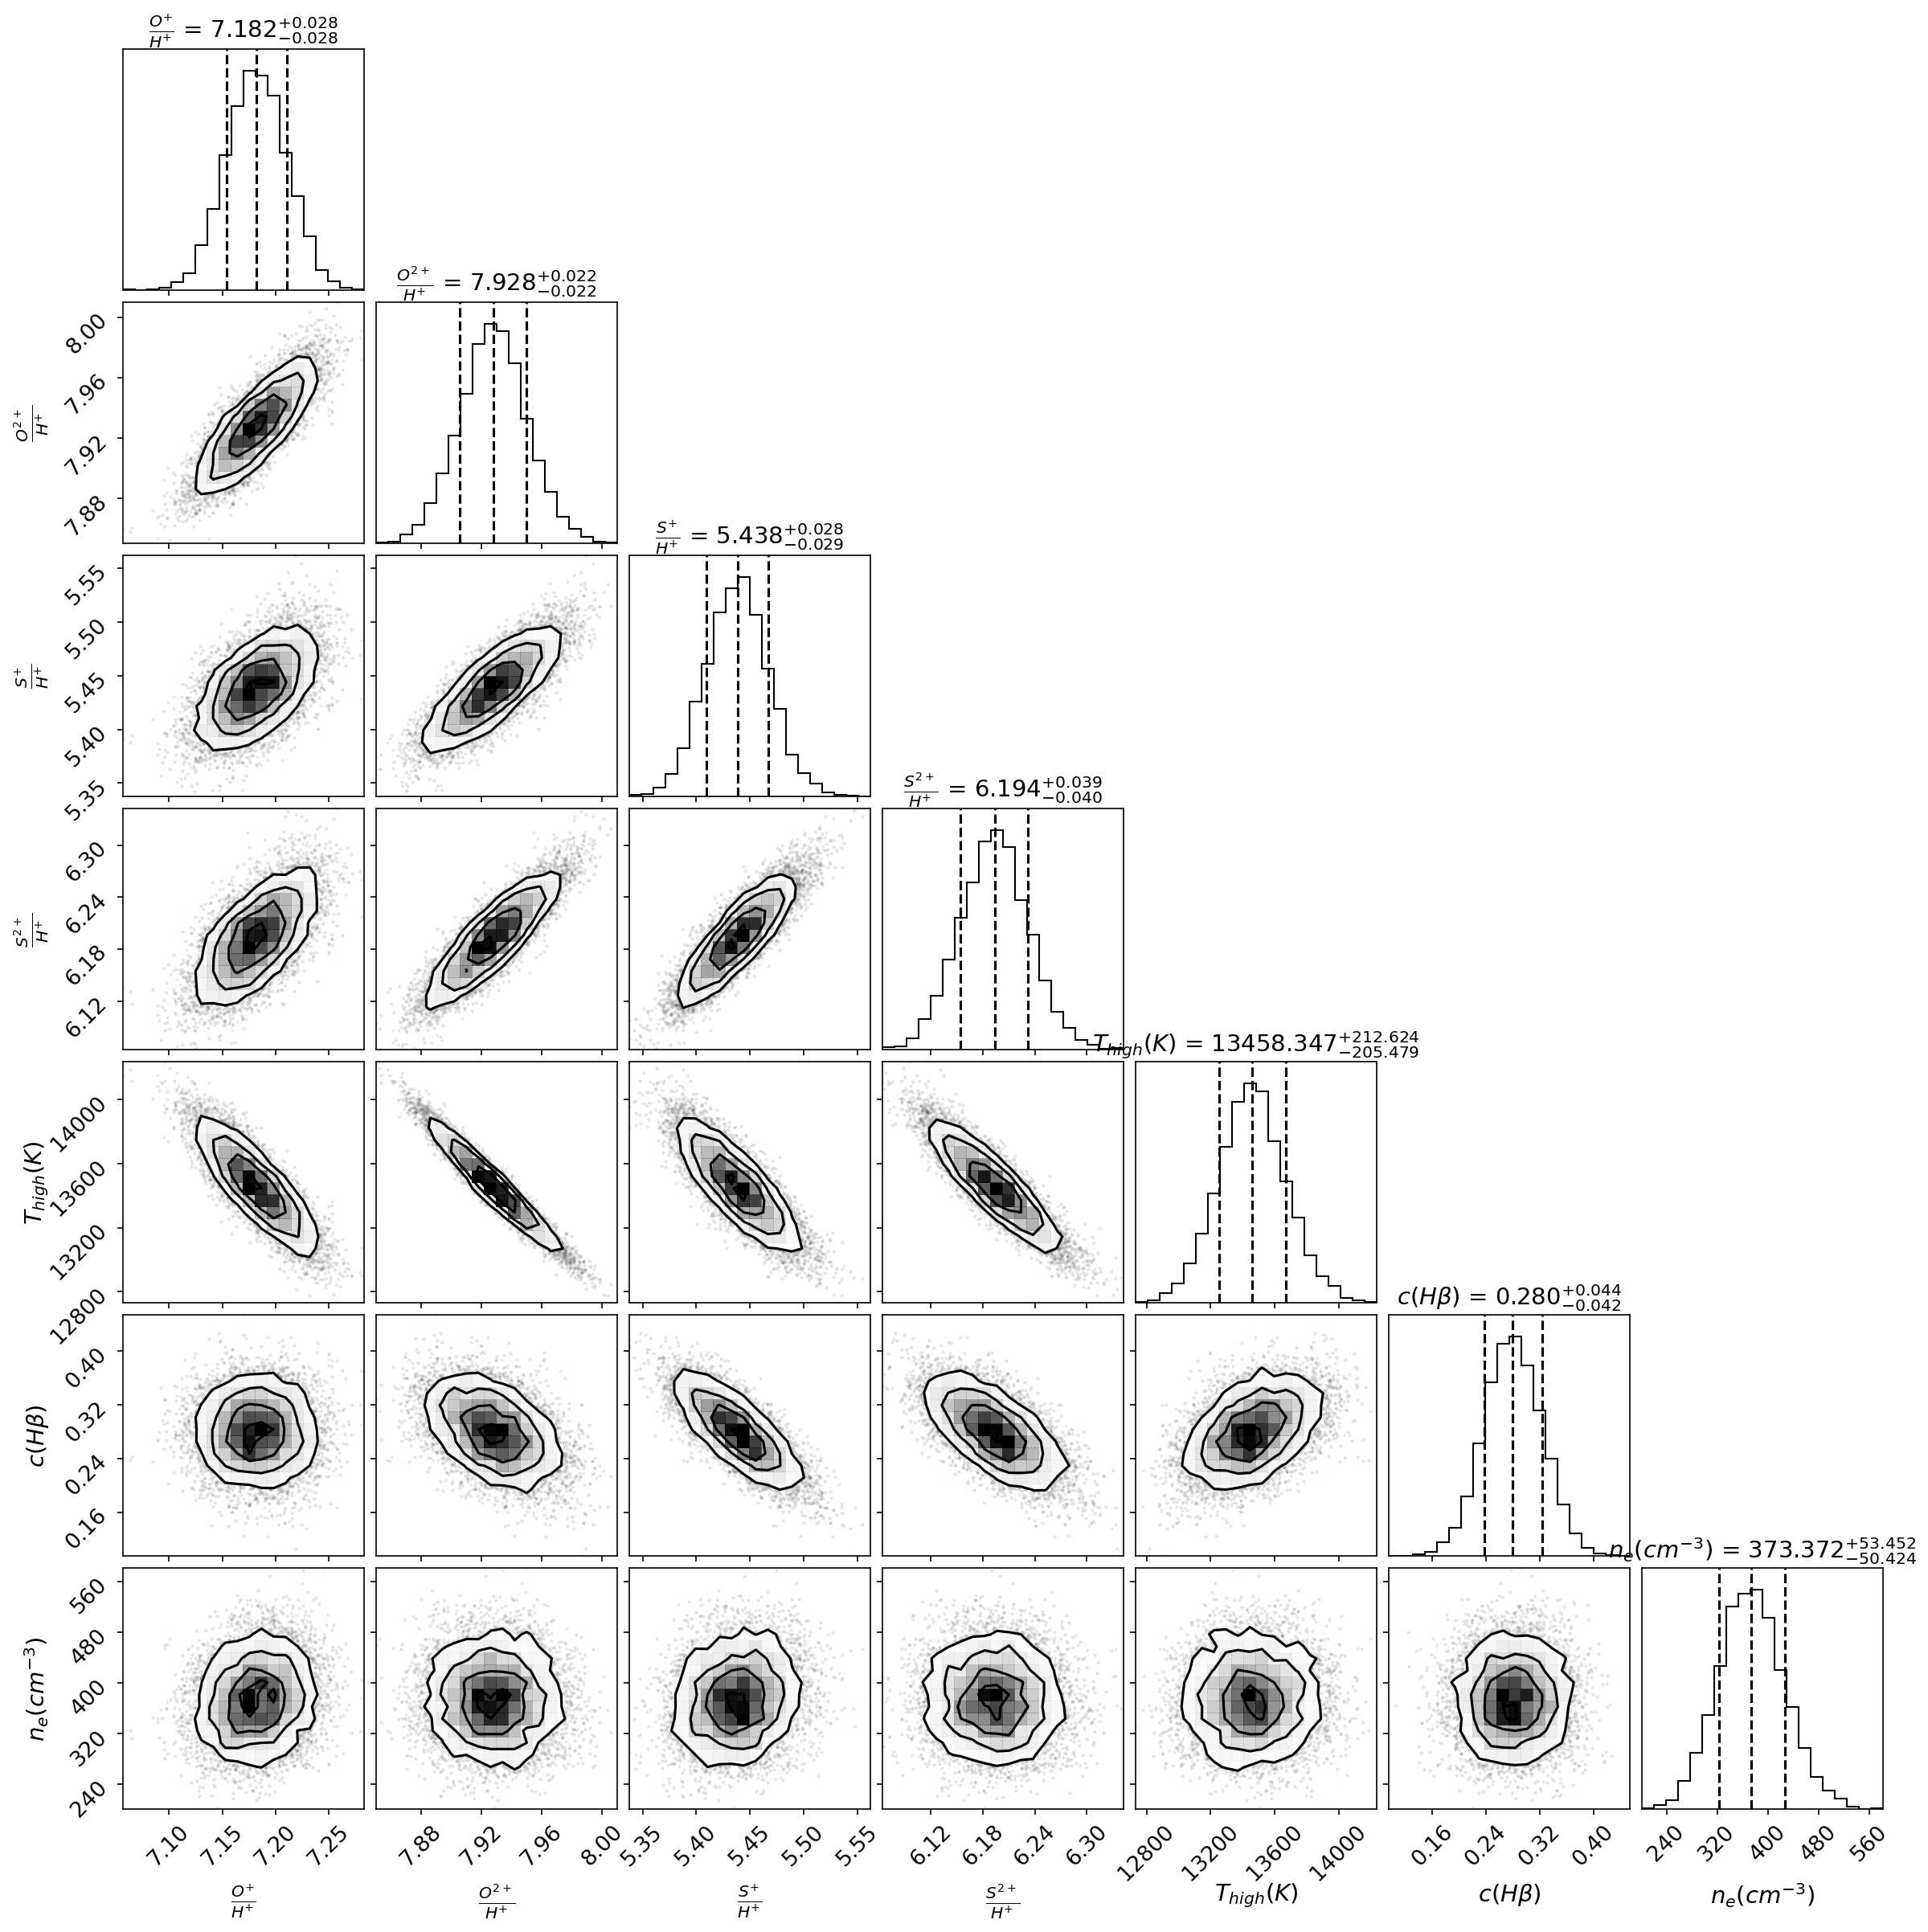 O⁺/H⁺ = 7.182 +0.028 −0.028
O²⁺/H⁺ = 7.928 +0.022 −0.022
8.00
7.96
7.92
7.88
O²⁺/H⁺
S⁺/H⁺ = 5.438 +0.028 −0.029
5.55
5.50
5.45
5.40
5.35
S⁺/H⁺
S²⁺/H⁺ = 6.194 +0.039 −0.040
6.30
6.24
6.18
6.12
S²⁺/H⁺
T_high(K) = 13458.347 +212.624 −205.479
14000
13600
13200
12800
T_high(K)
c(Hβ) = 0.280 +0.044 −0.042
0.40
0.32
0.24
0.16
c(Hβ)
n_e(cm⁻³) = 373.372 +53.452 −50.424
560
480
400
320
240
n_e(cm⁻³)
7.10 7.15 7.20 7.25 7.88 7.92 7.96 8.00 5.35 5.40 5.45 5.50 5.55 6.12 6.18 6.24 6.30 12800 13200 13600 14000 0.16 0.24 0.32 0.40 240 320 400 480 560
O⁺/H⁺ O²⁺/H⁺ S⁺/H⁺ S²⁺/H⁺ T_high(K) c(Hβ) n_e(cm⁻³)